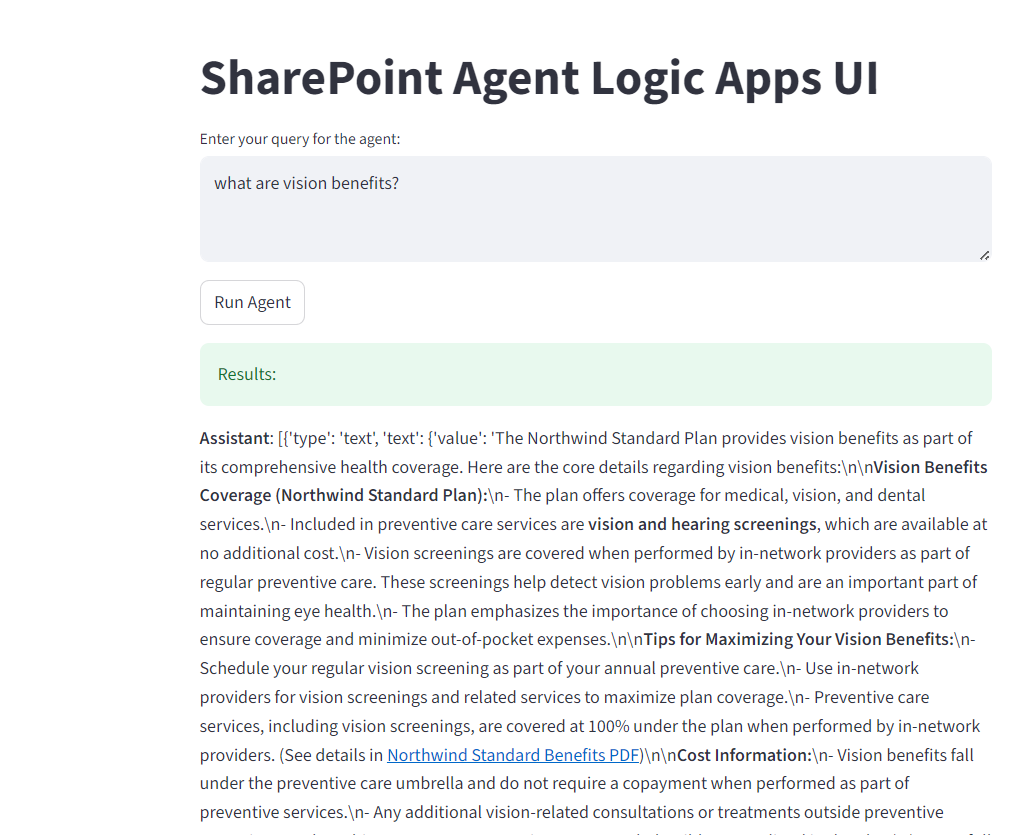 SharePoint Agent Logic Apps UI
Enter your query for the agent:
what are vision benefits?
Run Agent
Results:
Assistant: [{'type': 'text', 'text': {'value': 'The Northwind Standard Plan provides vision benefits as part of
its comprehensive health coverage. Here are the core details regarding vision benefits:\n\nVision Benefits
Coverage (Northwind Standard Plan):\n- The plan offers coverage for medical, vision, and dental
services.\n- Included in preventive care services are vision and hearing screenings, which are available at
no additional cost.\n- Vision screenings are covered when performed by in-network providers as part of
regular preventive care. These screenings help detect vision problems early and are an important part of
maintaining eye health.\n- The plan emphasizes the importance of choosing in-network providers to
ensure coverage and minimize out-of-pocket expenses.\n\nTips for Maximizing Your Vision Benefits:\n-
Schedule your regular vision screening as part of your annual preventive care.\n- Use in-network
providers for vision screenings and related services to maximize plan coverage.\n- Preventive care
services, including vision screenings, are covered at 100% under the plan when performed by in-network
providers. (See details in Northwind Standard Benefits PDF)\n\nCost Information:\n- Vision benefits fall
under the preventive care umbrella and do not require a copayment when performed as part of
preventive services.\n- Any additional vision-related consultations or treatments outside preventive